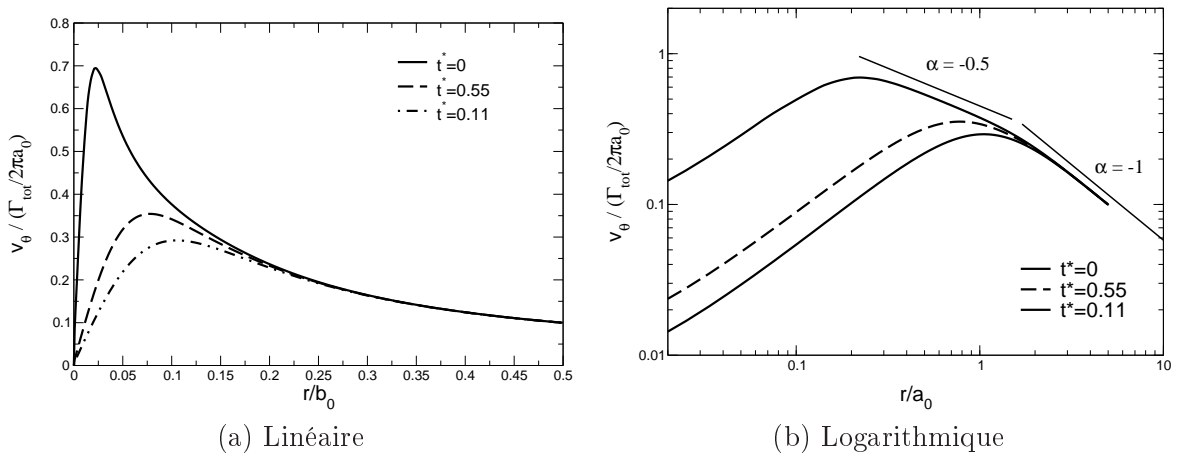 0.8
0.7
0.6
0.5
0.4
0.3
0.2
0.1
0
v_θ / (Γ_tot/2πa_0)
t*=0
t*=0.55
t*=0.11
0 0.05 0.1 0.15 0.2 0.25 0.3 0.35 0.4 0.45 0.5
r/b_0
(a) Linéaire
1
0.1
0.01
v_θ / (Γ_tot/2πa_0)
α = -0.5
α = -1
t*=0
t*=0.55
t*=0.11
0.1 1 10
r/a_0
(b) Logarithmique